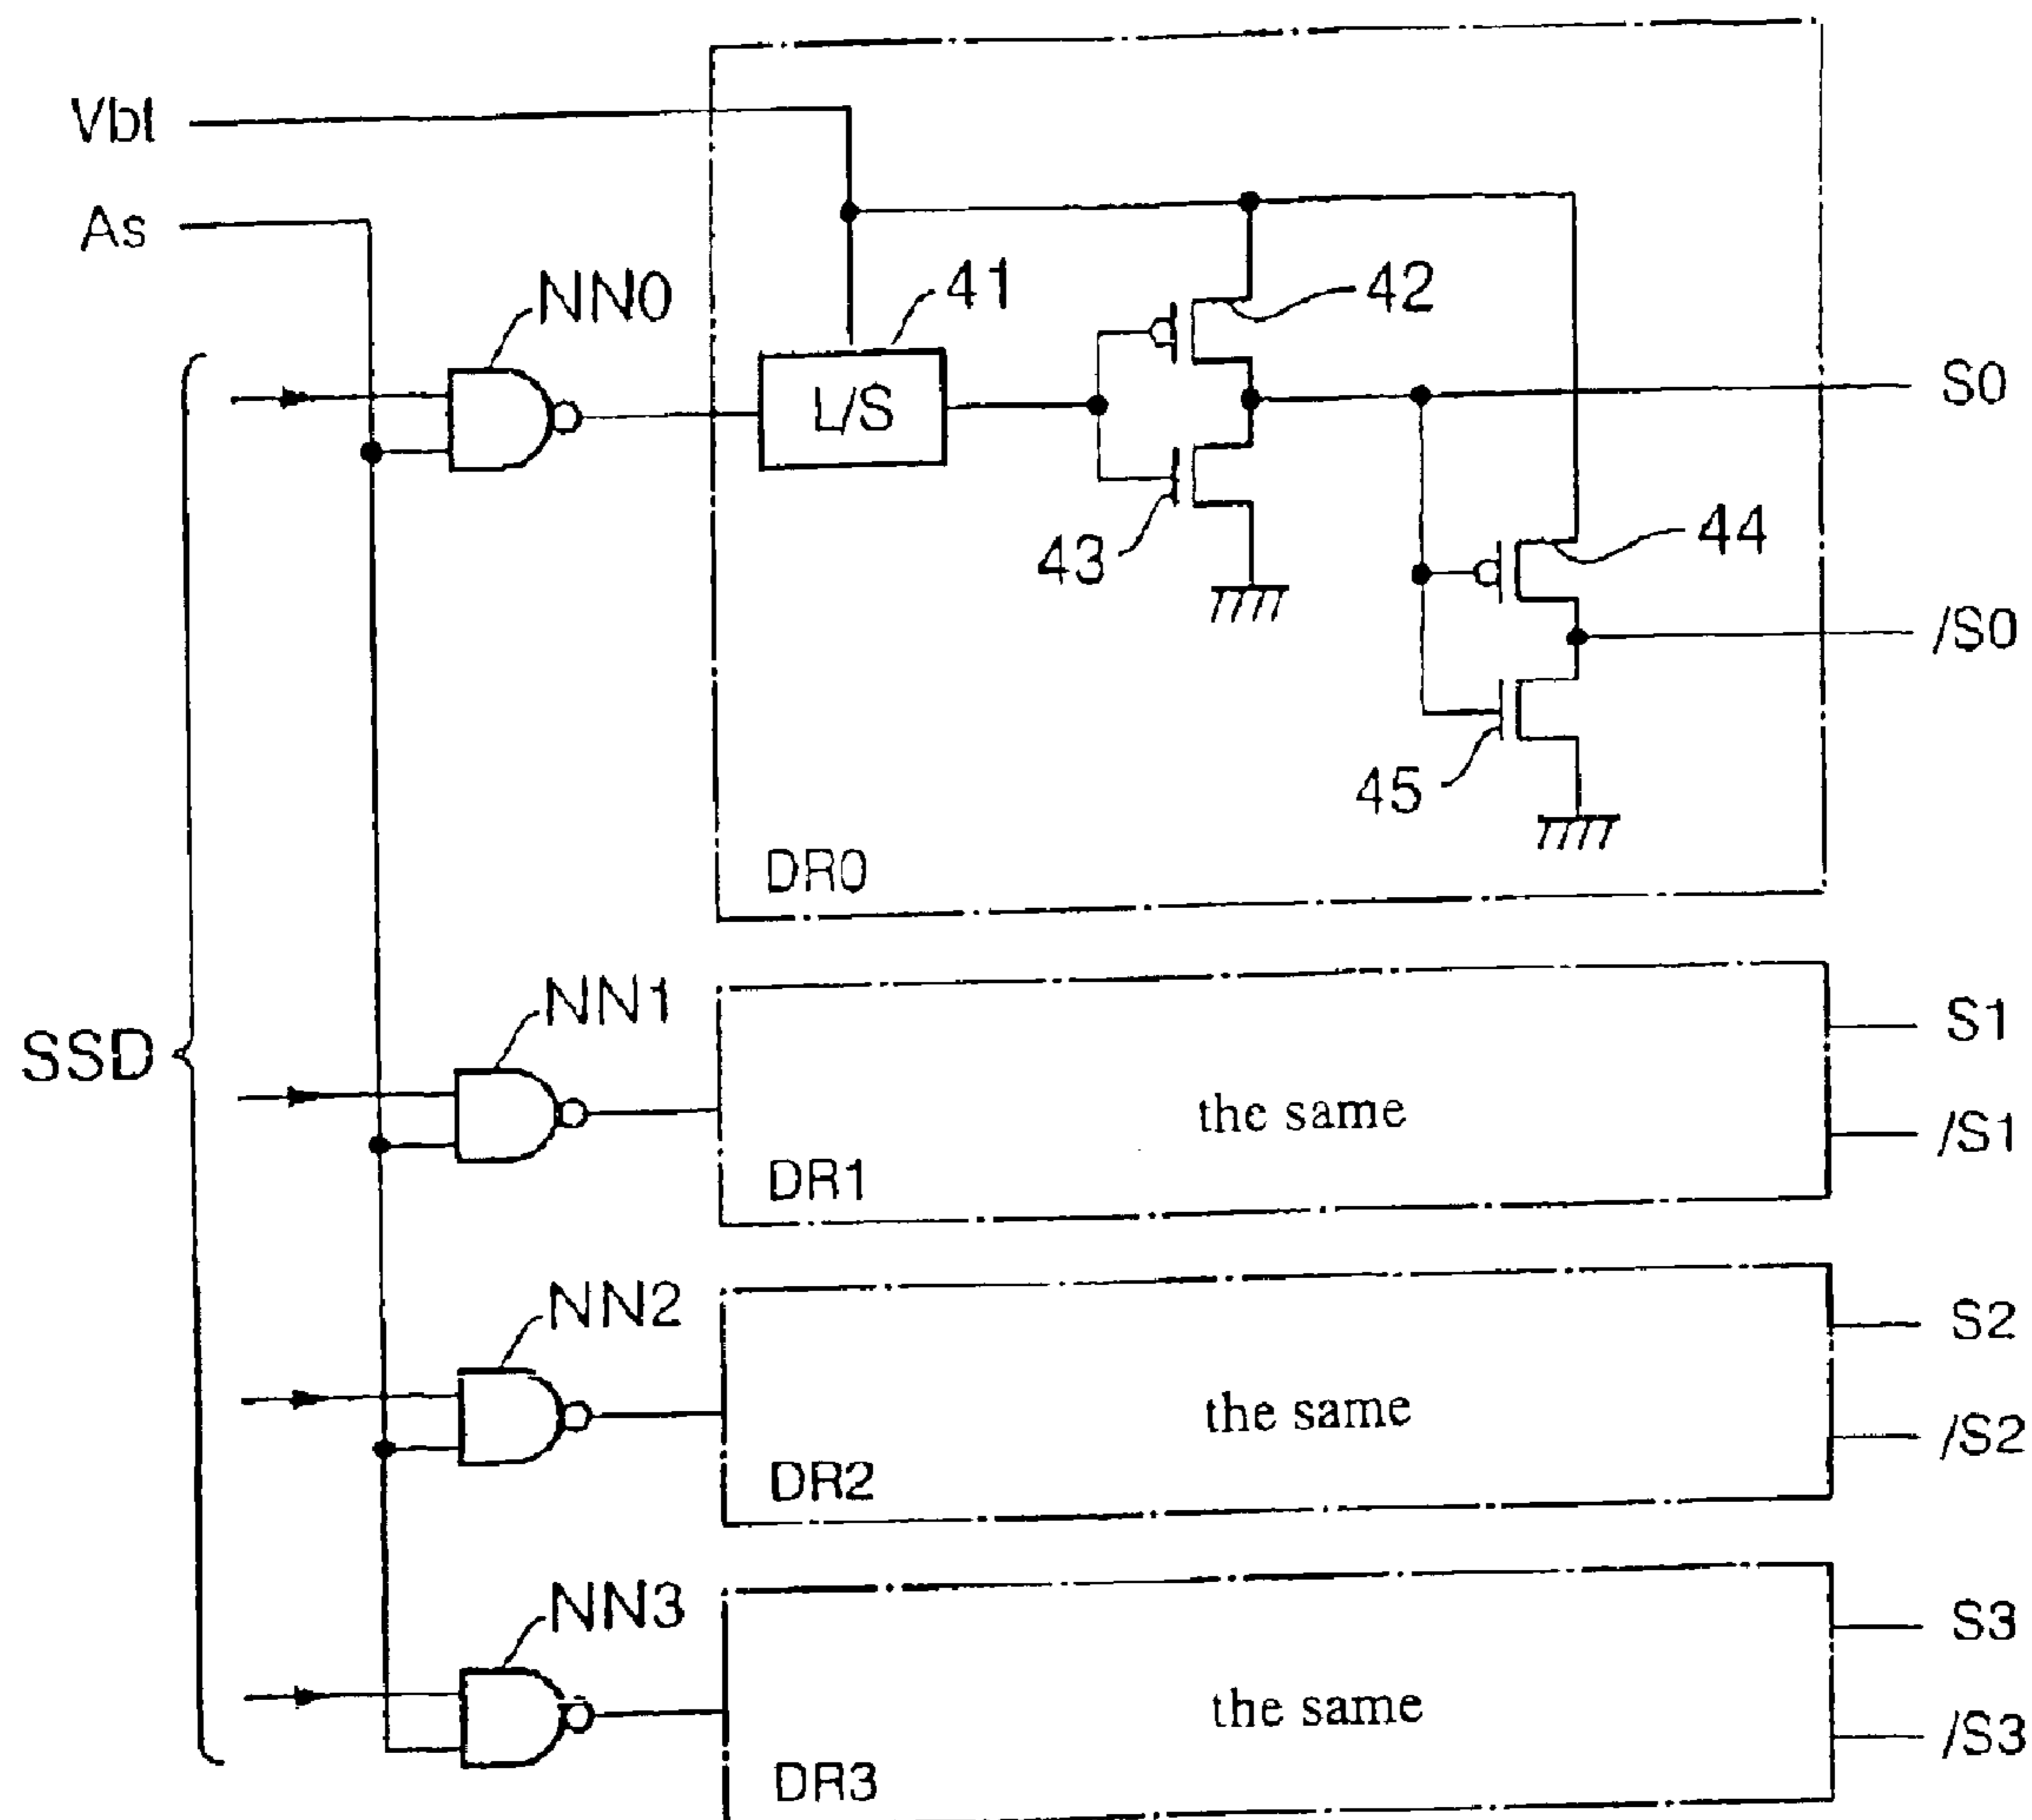 Vbt
As
NN0
41
42
L/S
S0
43
44
/S0
45
DR0
NN1
S1
SSD
the same
/S1
DR1
NN2
S2
the same
/S2
DR2
NN3
S3
the same
/S3
DR3